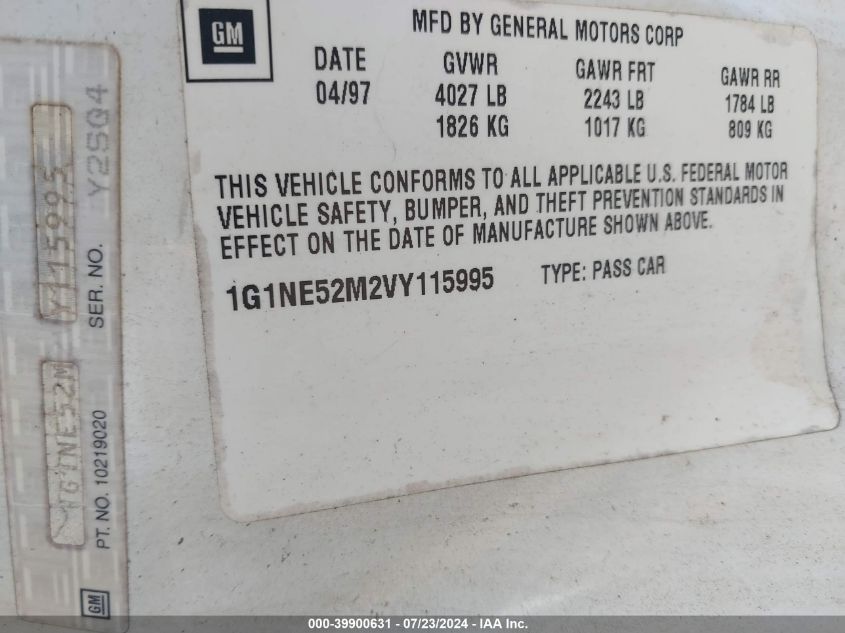 GM
MFD BY GENERAL MOTORS CORP
DATE GVWR GAWR FRT GAWR RR
04/97 4027 LB 2243 LB 1784 LB
1826 KG 1017 KG 809 KG
THIS VEHICLE CONFORMS TO ALL APPLICABLE U.S. FEDERAL MOTOR
VEHICLE SAFETY, BUMPER, AND THEFT PREVENTION STANDARDS IN
EFFECT ON THE DATE OF MANUFACTURE SHOWN ABOVE.
1G1NE52M2VY115995 TYPE: PASS CAR
1G1NE52M Y115995
PT. NO. 10219020 SER. NO. Y2SQ4
GM
000-39900631 - 07/23/2024 - IAA Inc.